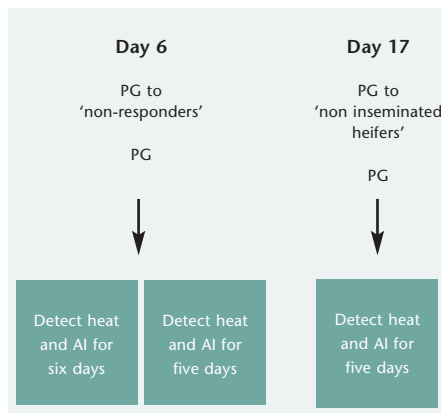 Day 6
PG to
‘non-responders’
PG
Day 17
PG to
‘non inseminated
heifers’
PG
Detect heat
and AI for
six days
Detect heat
and AI for
five days
Detect heat
and AI for
five days